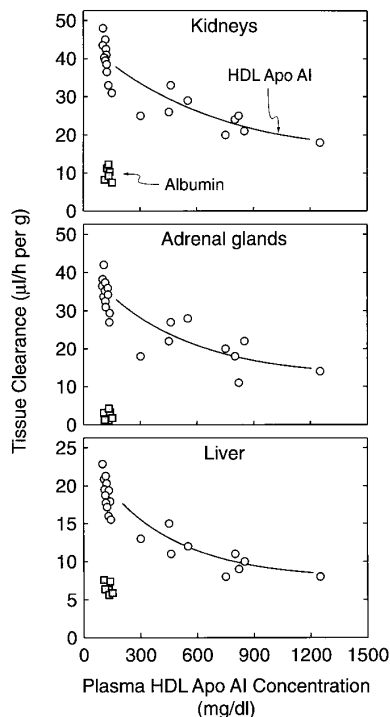 Kidneys
50
40
30
20
10
0
HDL Apo AI
Albumin
Adrenal glands
50
40
30
20
10
0
Liver
25
20
15
10
5
0
0 300 600 900 1200 1500
Tissue Clearance (μl/h per g)
Plasma HDL Apo AI Concentration
(mg/dl)